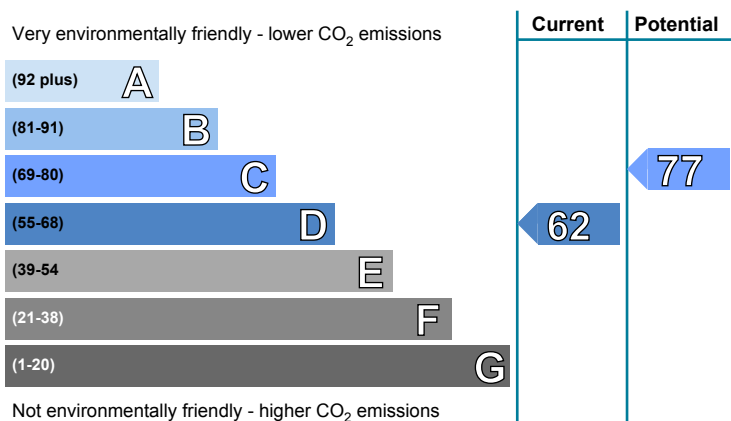 Current Potential
Very environmentally friendly - lower CO₂ emissions
(92 plus) A
(81-91) B
(69-80) C
77
(55-68) D
62
(39-54 E
(21-38) F
(1-20) G
Not environmentally friendly - higher CO₂ emissions